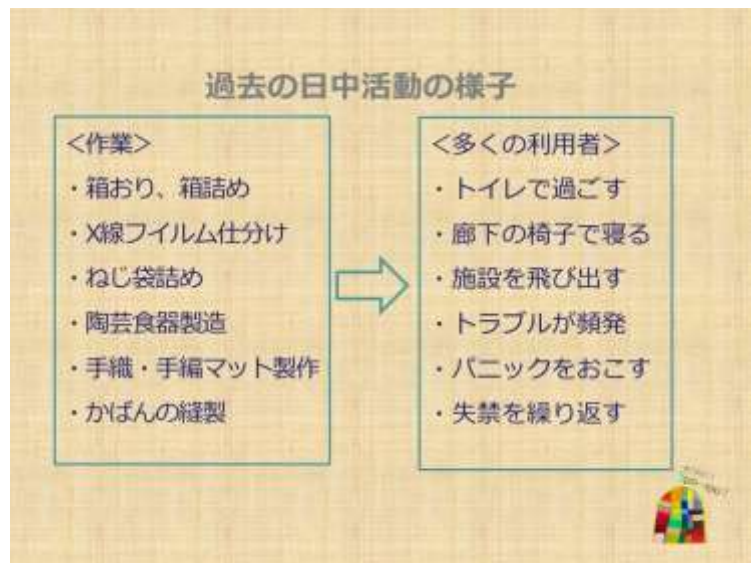 過去の日中活動の様子
＜作業＞
・箱おり、箱詰め
・X線フイルム仕分け
・ねじ袋詰め
・陶芸食器製造
・手織・手編マット製作
・かばんの縫製
＜多くの利用者＞
・トイレで過ごす
・廊下の椅子で寝る
・施設を飛び出す
・トラブルが頻発
・パニックをおこす
・失禁を繰り返す